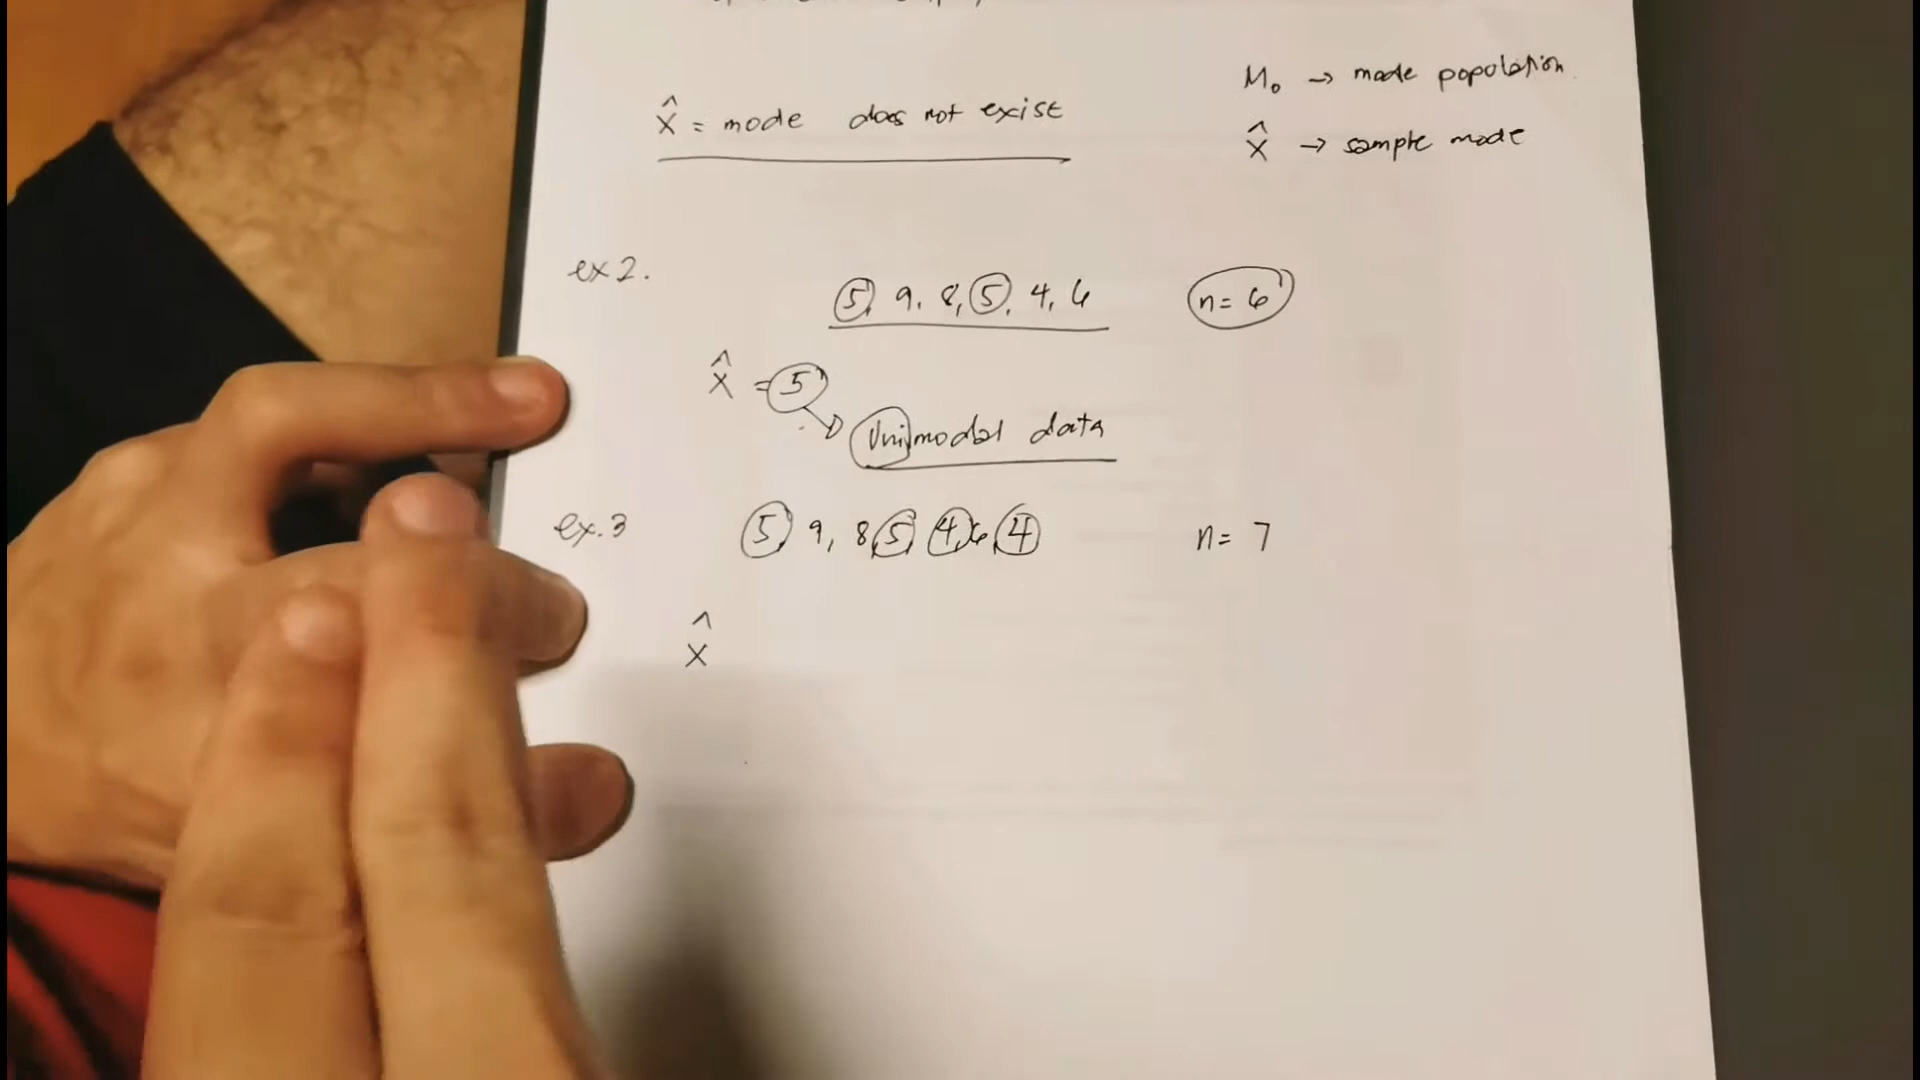 M₀ → mode population
x̂ = mode does not exist
x̂ → sample mode
ex 2.
5, 9, 8, 5, 4, 6 n = 6
x̂ = 5
Unimodal data
ex. 3 5, 9, 8, 5, 4, 6, 4 n = 7
x̂